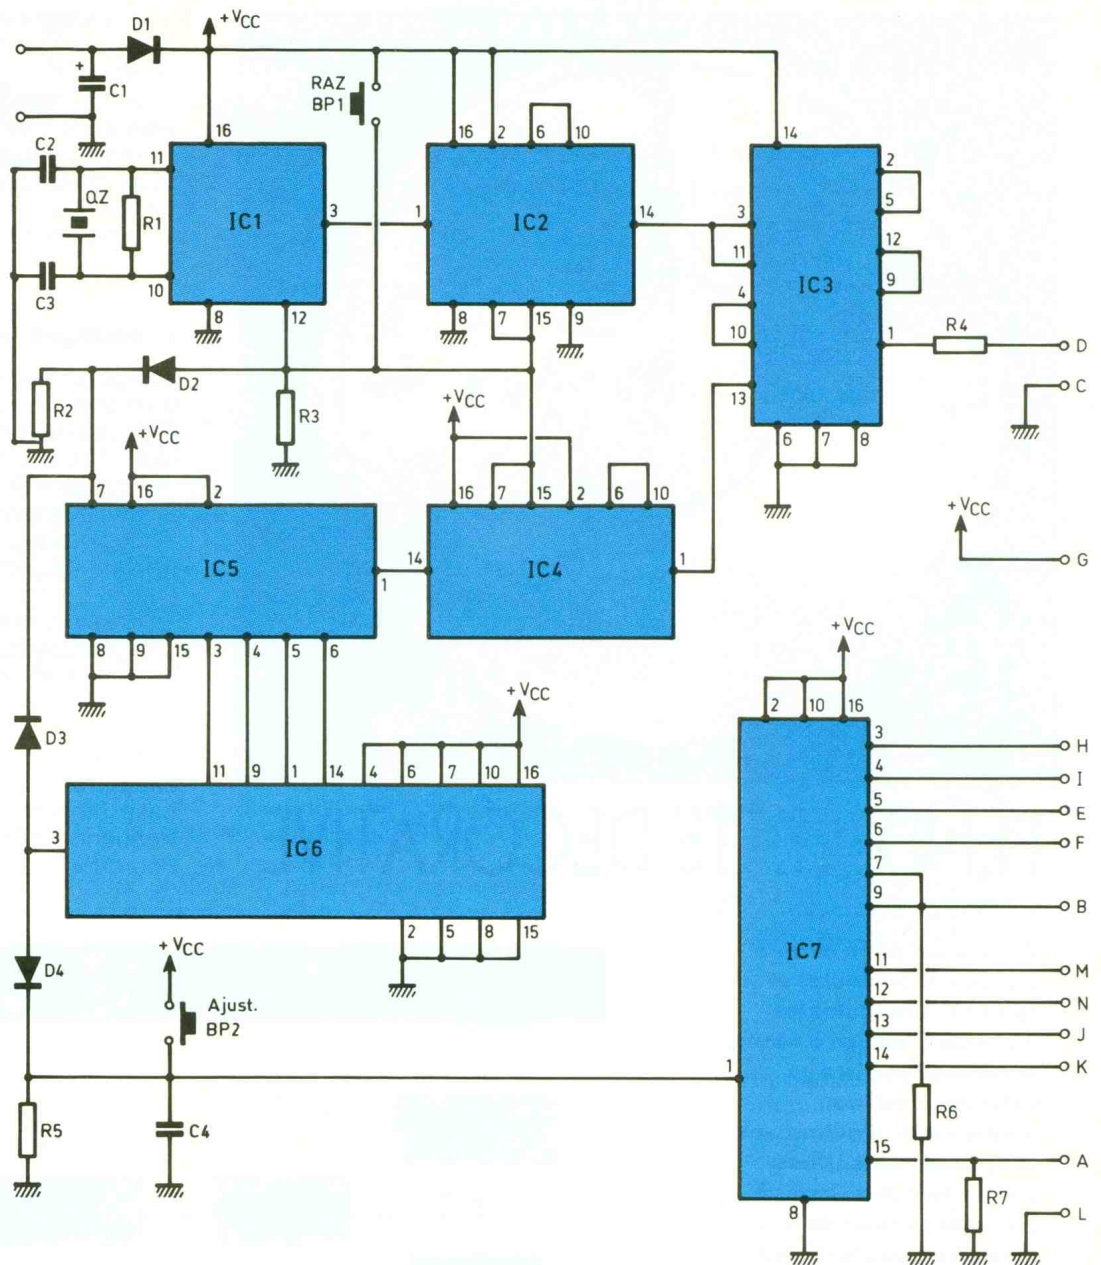 D1
+VCC
+
C1
RAZ
BP1
16
16 2 6 10
14
C2
11
QZ
R1
IC1
3
1
IC2
14
3
2
5
11
12
IC3
4
9
C3
10
8 12
8 7 15 9
10
1
R4
D
D2
13
C
R2
R3
+VCC
+VCC
6 7 8
7 16 2
16 7 15 2 6 10
+VCC
IC5
1
14
IC4
1
G
8 9 15 3 4 5 6
+VCC
+VCC
2 10 16
D3
3
H
11 9 1 14 4 6 7 10 16
4
I
5
E
3
IC6
6
F
7
9
B
2 5 8 15
+VCC
IC7
D4
11
M
Ajust.
BP2
12
N
13
J
14
K
1
R5
C4
R6
15
A
R7
8
L